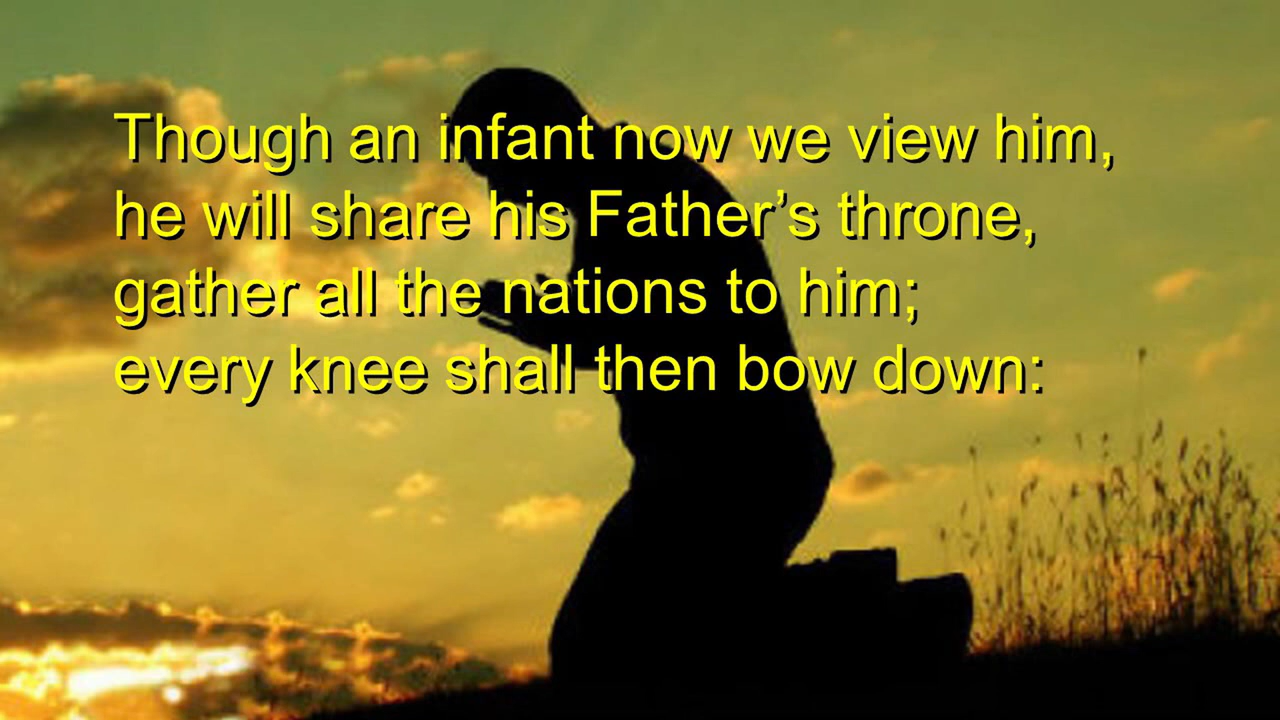 Though an infant now we view him,
he will share his Father’s throne,
gather all the nations to him;
every knee shall then bow down: